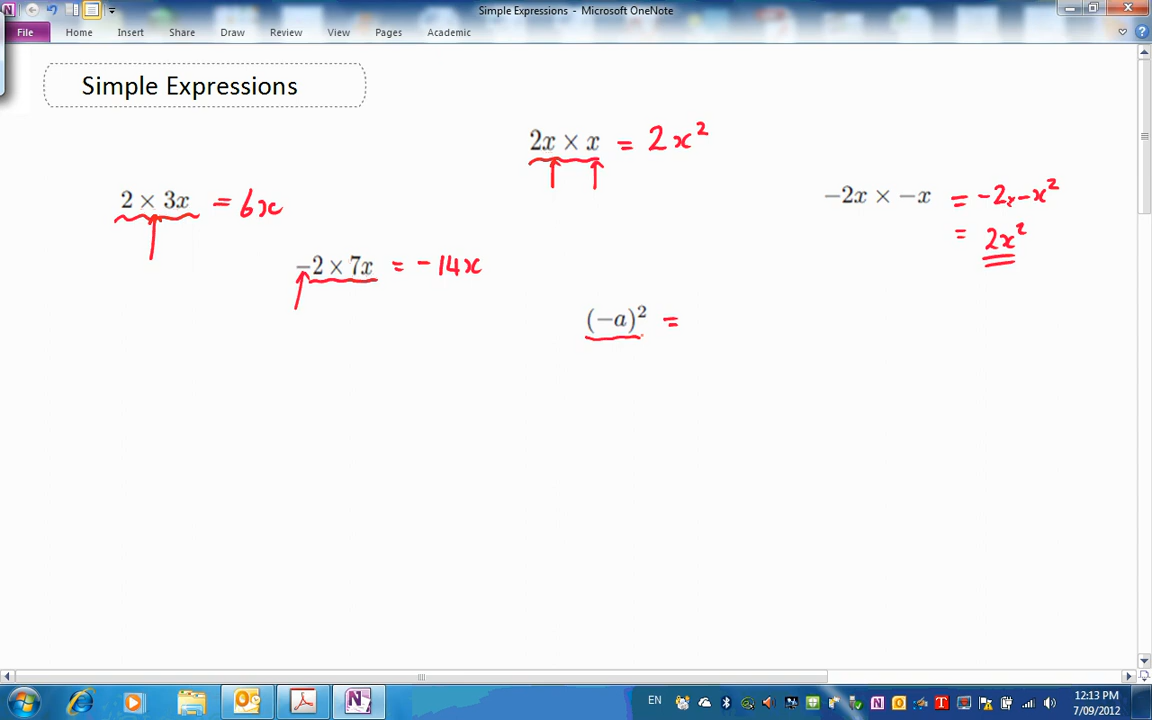 Simple Expressions - Microsoft OneNote
File Home Insert Share Draw Review View Pages Academic
Simple Expressions
2x × x = 2x²
2 × 3x = 6x
−2x × −x = −2x−x²
= 2x²
−2 × 7x = −14x
(−a)² =
EN
12:13 PM
7/09/2012